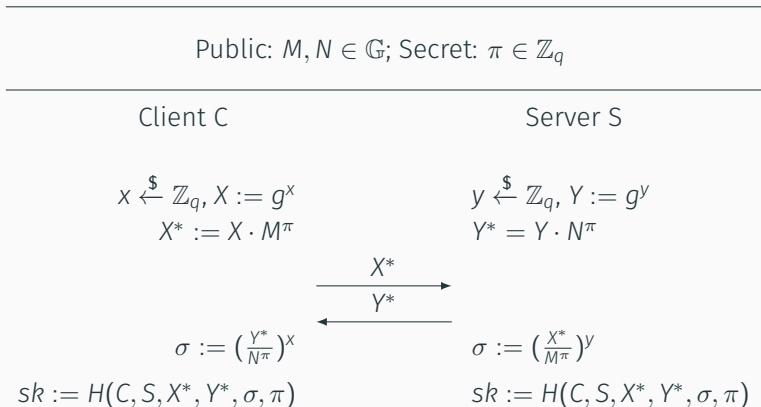 Public: M, N ∈ 𝔾; Secret: π ∈ ℤ_q
Client C Server S
x ←$ ℤ_q, X := g^x y ←$ ℤ_q, Y := g^y
X* := X · M^π Y* = Y · N^π
X*
Y*
σ := (Y*/N^π)^x σ := (X*/M^π)^y
sk := H(C, S, X*, Y*, σ, π) sk := H(C, S, X*, Y*, σ, π)